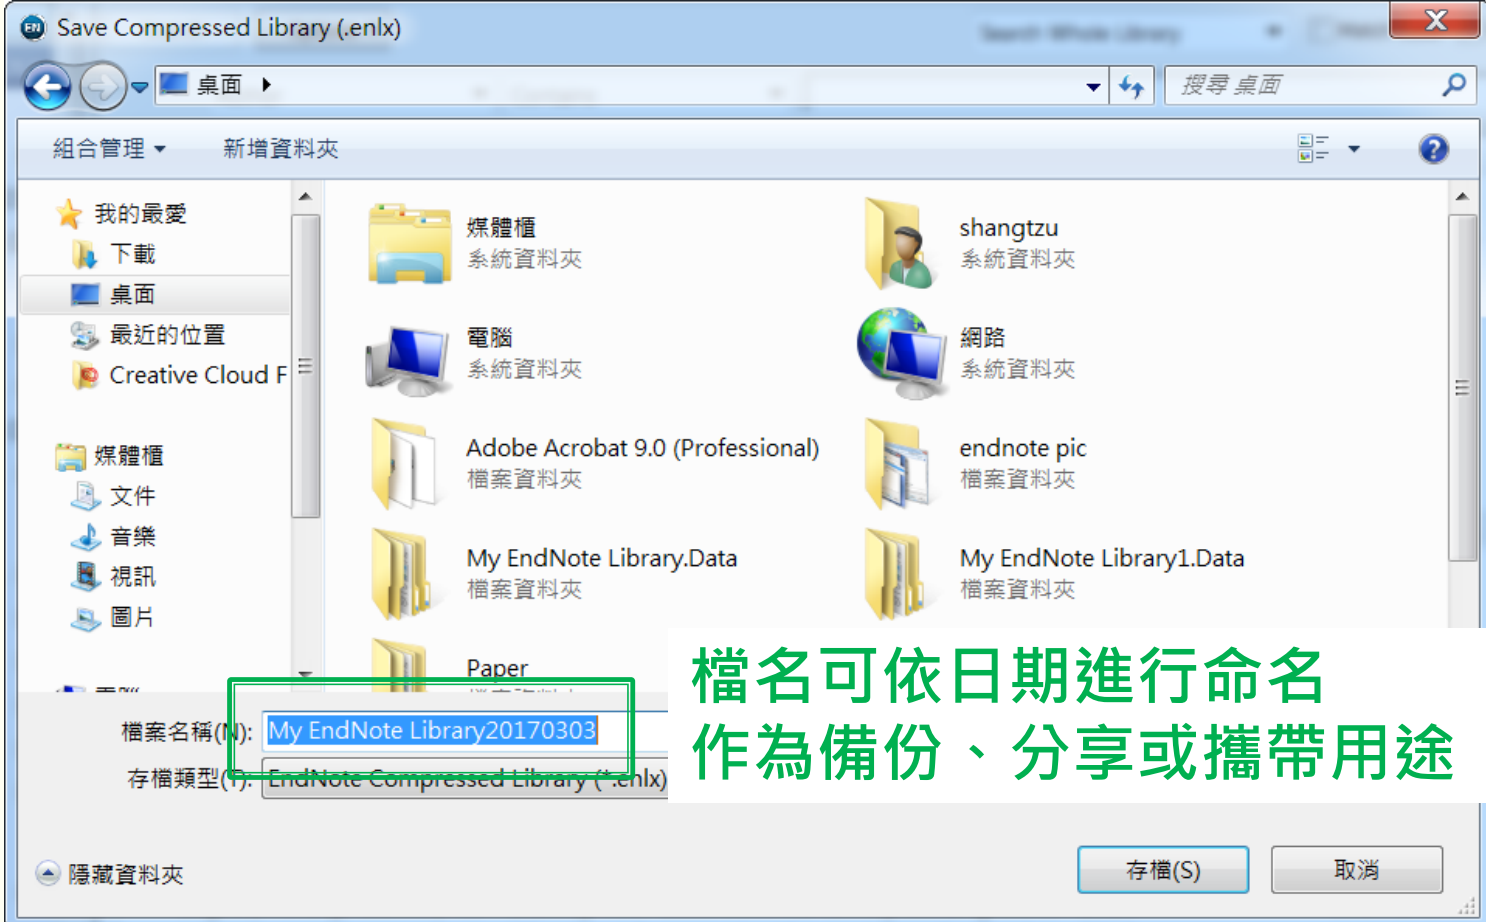 Save Compressed Library (.enlx)
桌面
搜尋 桌面
組合管理
新增資料夾
我的最愛
下載
桌面
最近的位置
Creative Cloud F
媒體櫃
文件
音樂
視訊
圖片
媒體櫃
系統資料夾
shangtzu
系統資料夾
電腦
系統資料夾
網路
系統資料夾
Adobe Acrobat 9.0 (Professional)
檔案資料夾
endnote pic
檔案資料夾
My EndNote Library.Data
檔案資料夾
My EndNote Library1.Data
檔案資料夾
Paper
檔名可依日期進行命名
作為備份、分享或攜帶用途
檔案名稱(N): My EndNote Library20170303
存檔類型(T): EndNote Compressed Library (*.enlx)
隱藏資料夾
存檔(S)
取消